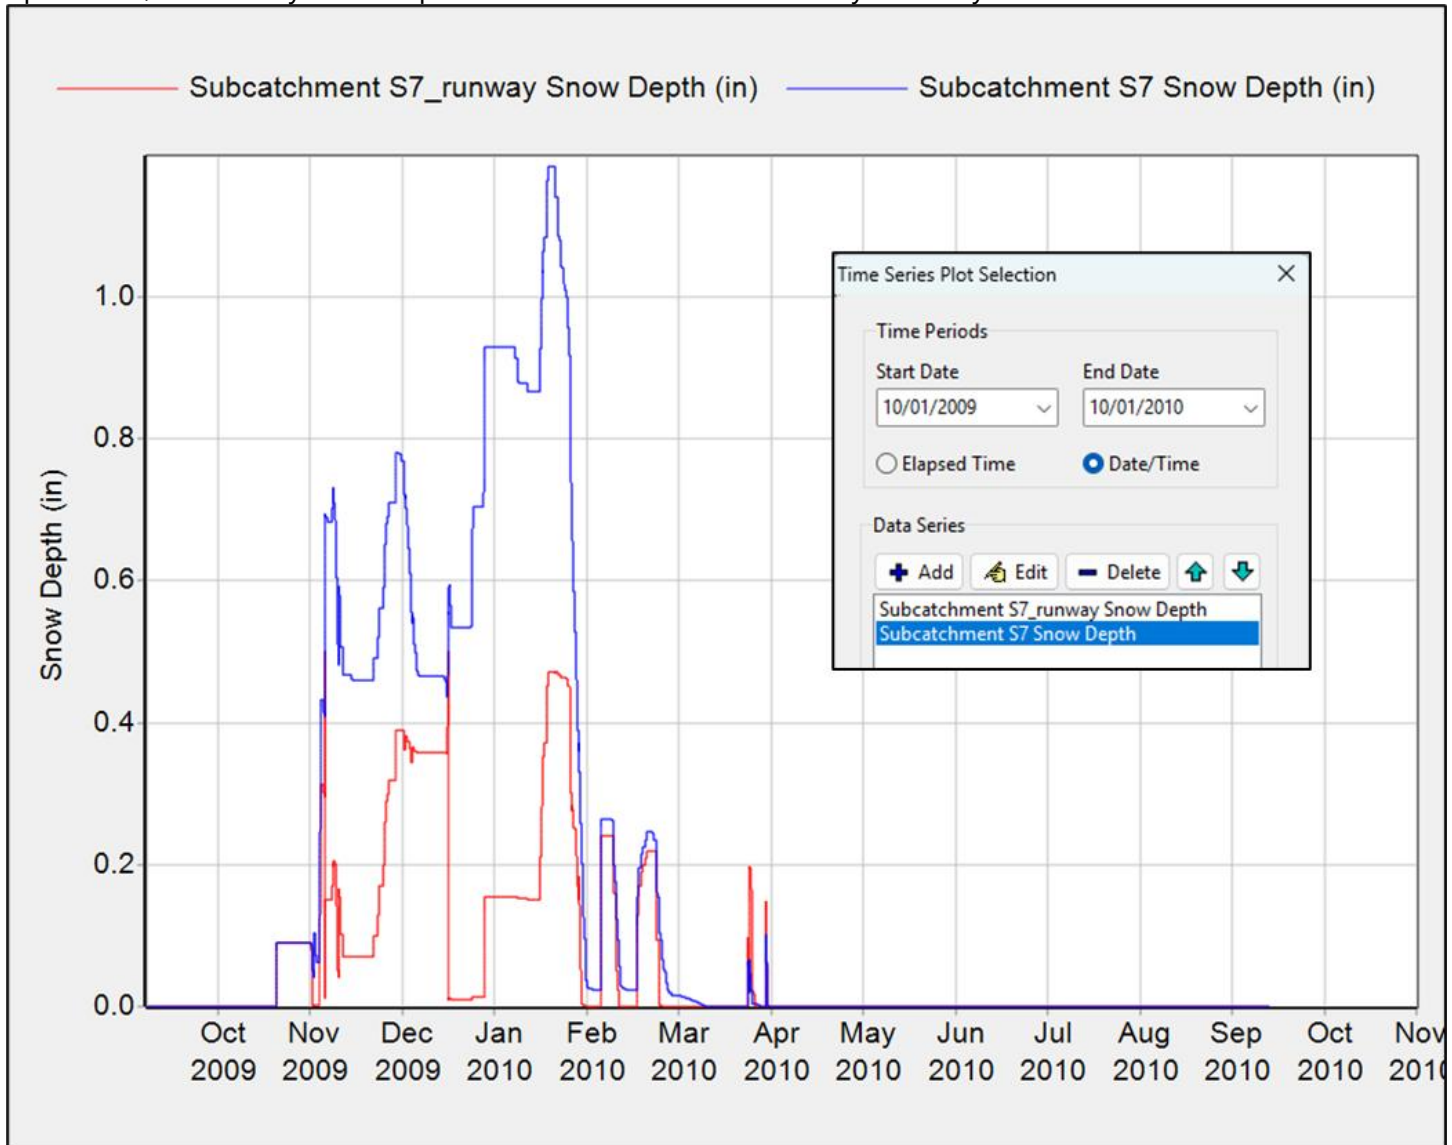 Subcatchment S7_runway Snow Depth (in) Subcatchment S7 Snow Depth (in)
Snow Depth (in)
1.0
0.8
0.6
0.4
0.2
0.0
Oct Nov Dec Jan Feb Mar Apr May Jun Jul Aug Sep Oct Nov
2009 2009 2009 2010 2010 2010 2010 2010 2010 2010 2010 2010 2010 201
Time Series Plot Selection
Time Periods
Start Date End Date
10/01/2009 10/01/2010
Elapsed Time Date/Time
Data Series
Add Edit Delete
Subcatchment S7_runway Snow Depth
Subcatchment S7 Snow Depth